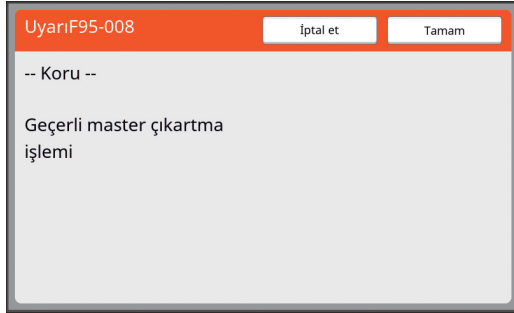 UyarıF95-008
İptal et
Tamam
-- Koru --
Geçerli master çıkartma
işlemi